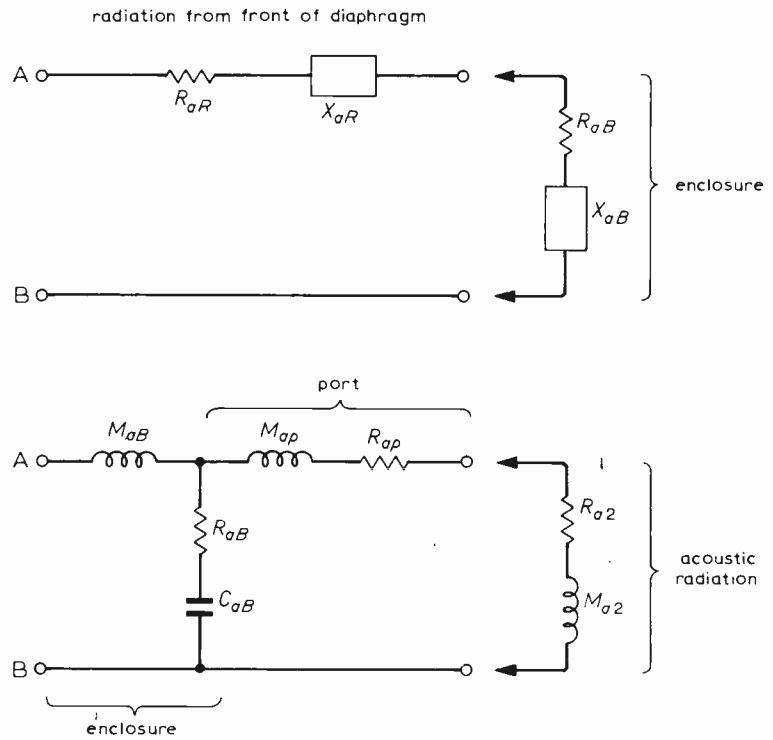 radiation from front of diaphragm
A
R_aR
X_aR
R_aB
X_aB
enclosure
B
port
A
M_aB
M_ap
R_ap
R_aB
C_aB
R_a2
M_a2
acoustic
radiation
B
enclosure